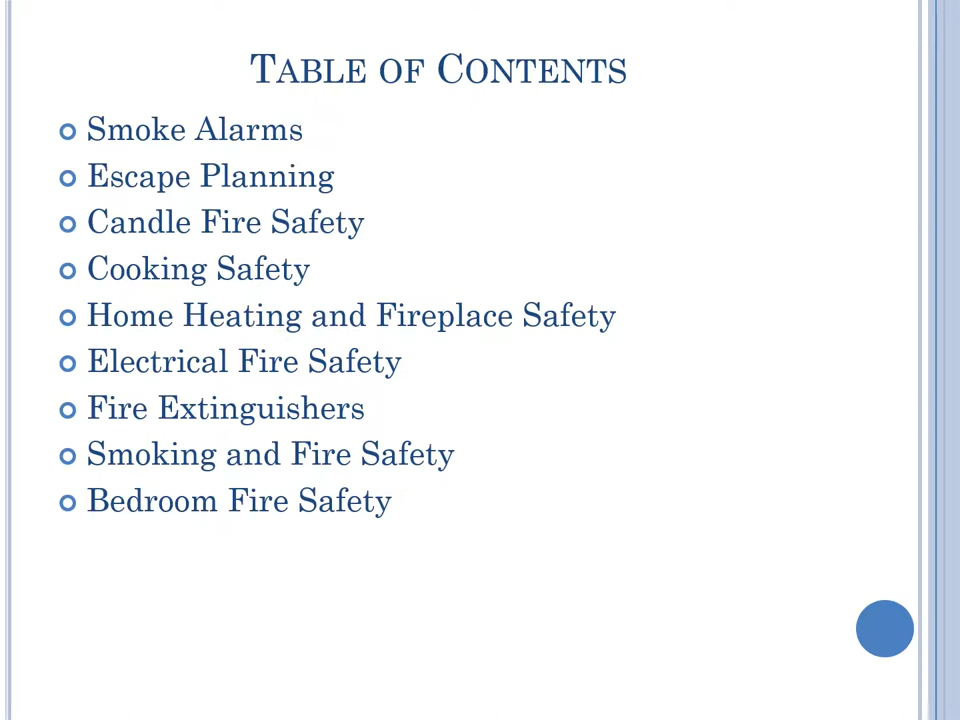 Table of Contents
Smoke Alarms
Escape Planning
Candle Fire Safety
Cooking Safety
Home Heating and Fireplace Safety
Electrical Fire Safety
Fire Extinguishers
Smoking and Fire Safety
Bedroom Fire Safety